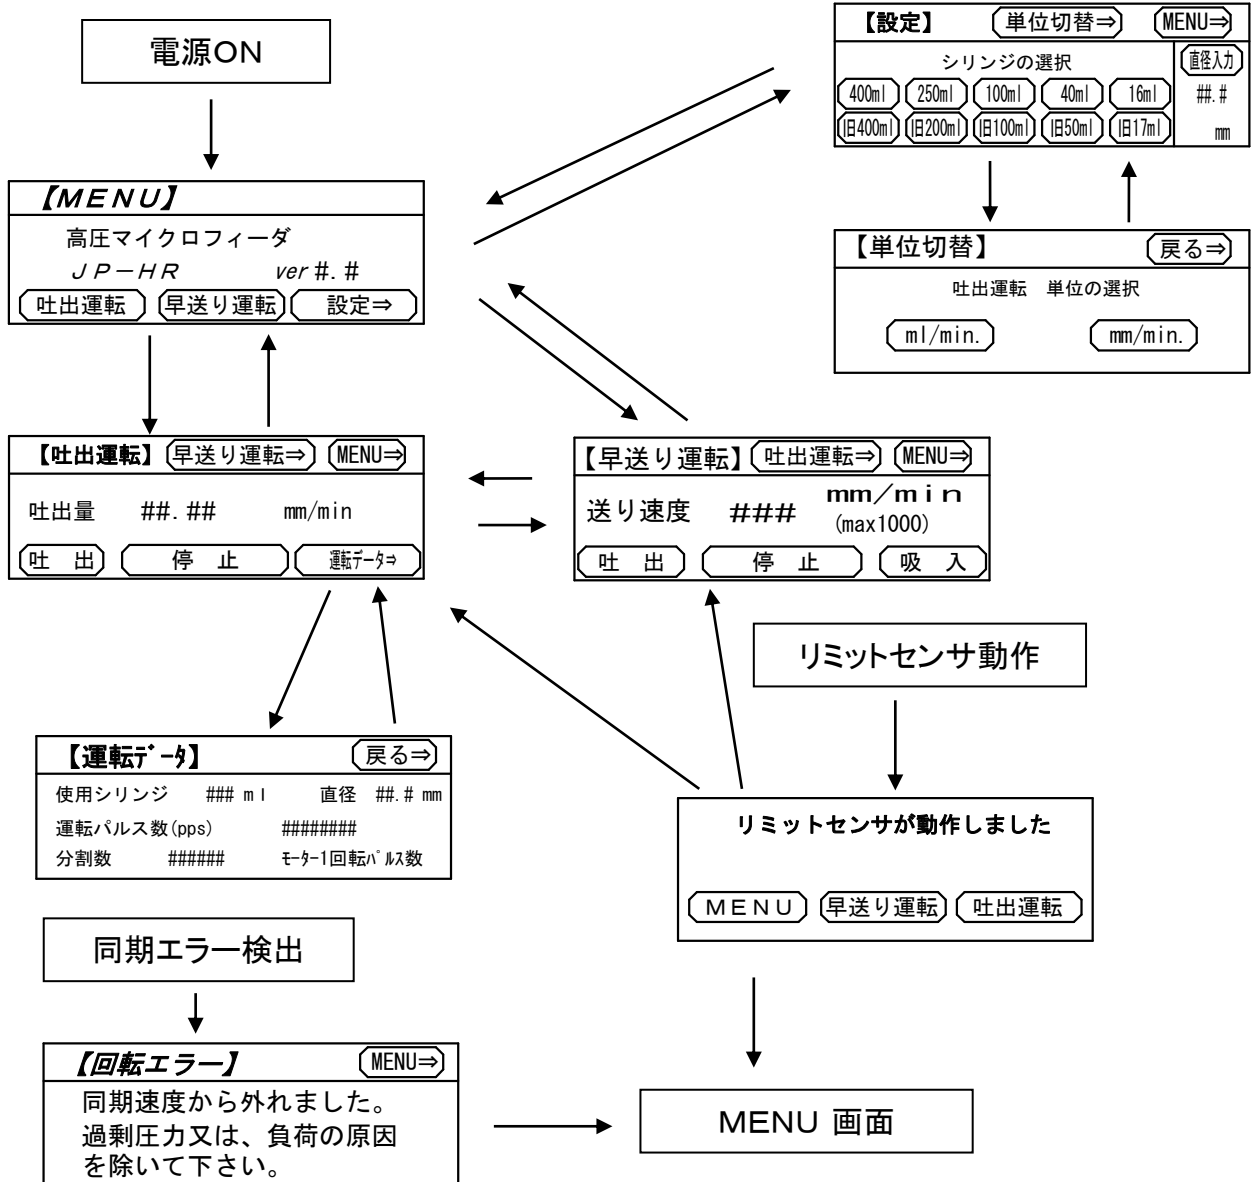 電源ON
【設定】 単位切替⇒ MENU⇒
シリンジの選択 直径入力
400ml 250ml 100ml 40ml 16ml ##.#
旧400ml 旧200ml 旧100ml 旧50ml 旧17ml mm
【MENU】
高圧マイクロフィーダ
JP－HR ver#.#
吐出運転 早送り運転 設定⇒
【単位切替】 戻る⇒
吐出運転 単位の選択
ml/min. mm/min.
【吐出運転】 早送り運転⇒ MENU⇒
吐出量 ##.## mm/min
吐 出 停 止 運転データ⇒
【早送り運転】 吐出運転⇒ MENU⇒
送り速度 ### mm/min
(max1000)
吐 出 停 止 吸 入
リミットセンサ動作
【運転ﾃﾞｰﾀ】 戻る⇒
使用シリンジ ### ml 直径 ##.# mm
運転パルス数(pps) ########
分割数 ###### ﾓｰﾀｰ1回転ﾊﾟﾙｽ数
リミットセンサが動作しました
MENU 早送り運転 吐出運転
同期エラー検出
【回転エラー】 MENU⇒
同期速度から外れました。
過剰圧力又は、負荷の原因
を除いて下さい。
MENU 画面